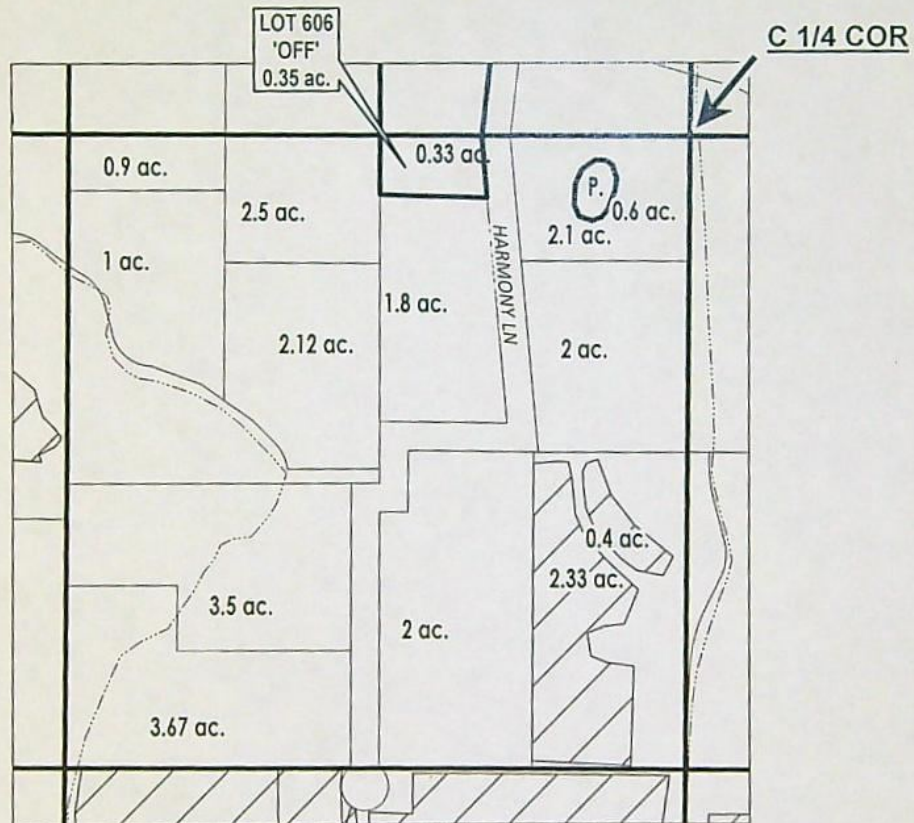 LOT 606
'OFF'
0.35 ac.
C 1/4 COR
0.9 ac.
0.33 ac.
P.
0.6 ac.
2.5 ac.
2.1 ac.
1 ac.
HARMONY LN
1.8 ac.
2.12 ac.
2 ac.
0.4 ac.
2.33 ac.
3.5 ac.
2 ac.
3.67 ac.